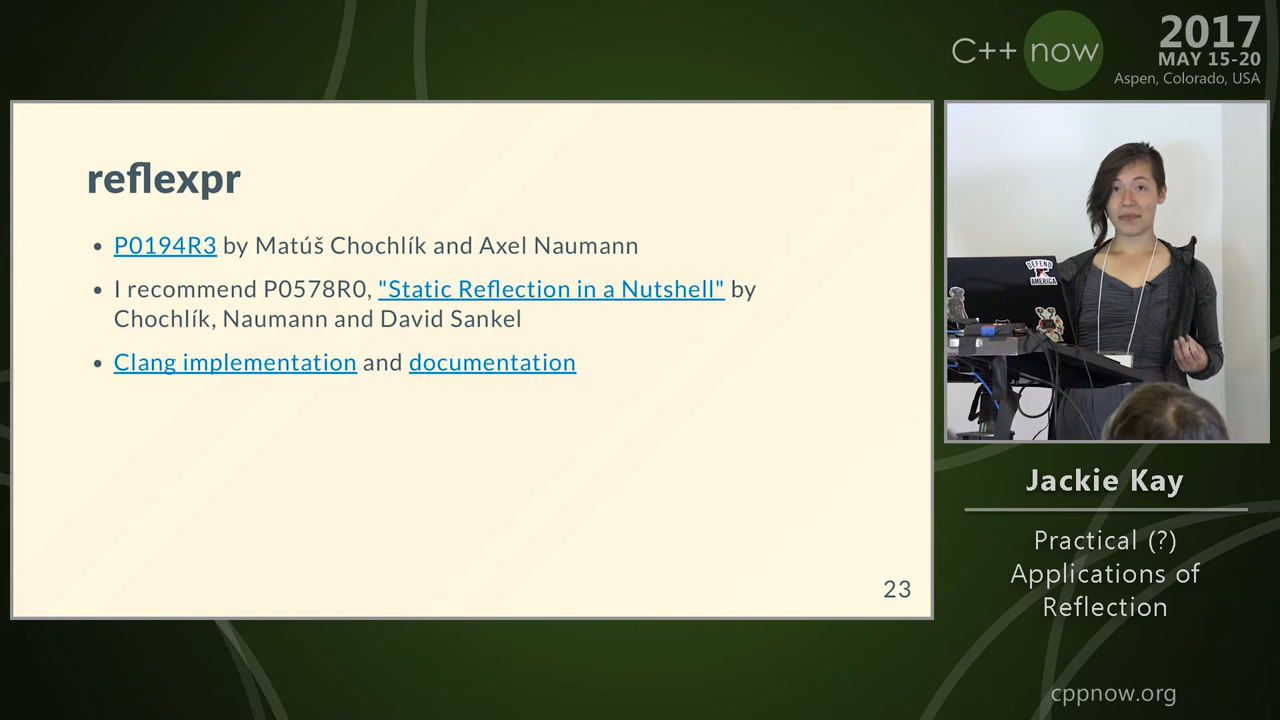 C++ now
2017
MAY 15-20
Aspen, Colorado, USA
reflexpr
• P0194R3 by Matúš Chochlík and Axel Naumann
• I recommend P0578R0, "Static Reflection in a Nutshell" by
Chochlík, Naumann and David Sankel
• Clang implementation and documentation
23
DEFEND
AMERICA
Jackie Kay
Practical (?)
Applications of
Reflection
cppnow.org